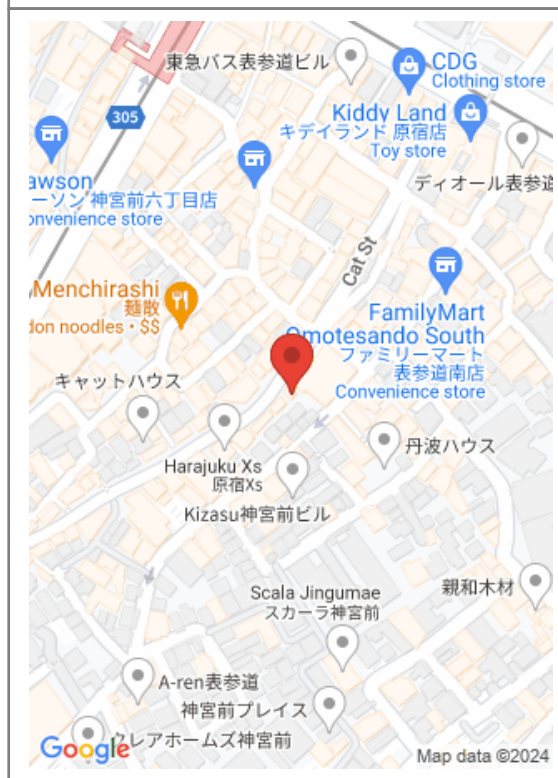 東急バス表参道ビル
CDG
Clothing store
305
Kiddy Land
キデイランド 原宿店
Toy store
awson
ーソン 神宮前六丁目店
onvenience store
ディオール表参道
Cat St
Menchirashi
麺散
don noodles・$$
FamilyMart
Omotesando South
ファミリーマート
表参道南店
Convenience store
キャットハウス
丹波ハウス
Harajuku Xs
原宿Xs
Kizasu神宮前ビル
Scala Jingumae
スカーラ神宮前
親和木材
A-ren表参道
神宮前プレイス
クレアホームズ神宮前
Google
Map data ©2024